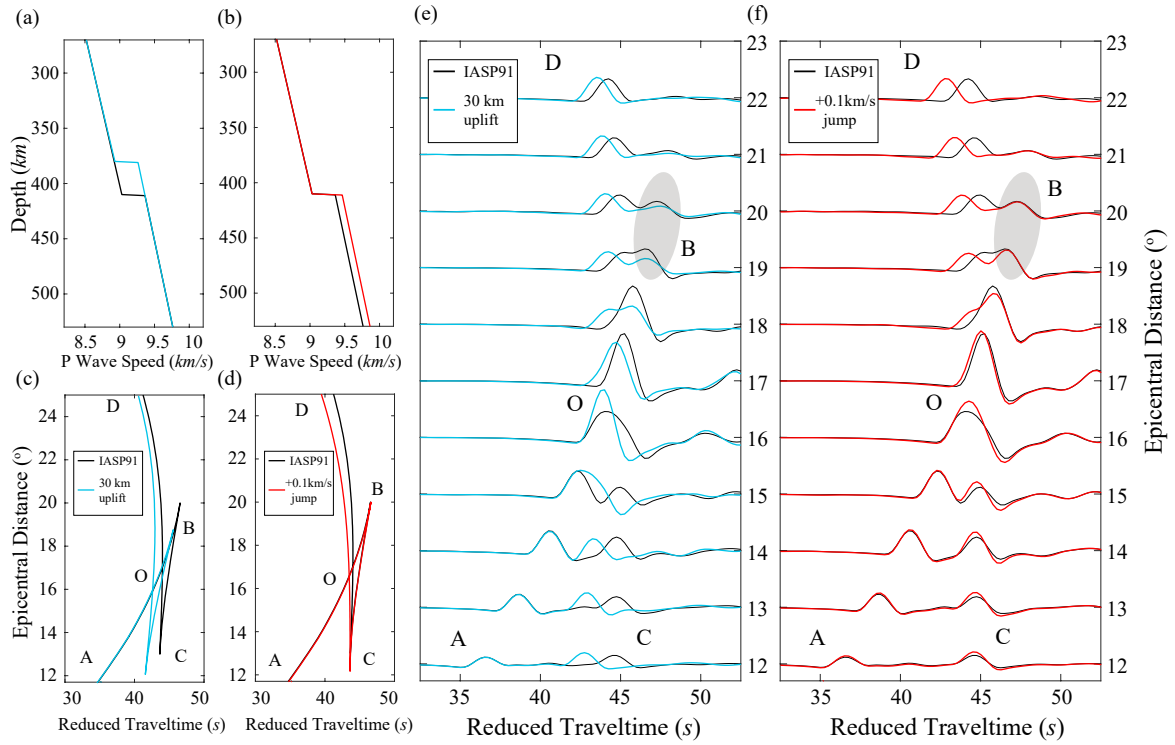 (a)
300
350
400
450
500
Depth (km)
8.5
9
9.5
10
P Wave Speed (km/s)
(b)
300
350
400
450
500
8.5
9
9.5
10
P Wave Speed (km/s)
(c)
24
22
20
18
16
14
12
Epicentral Distance (°)
D
IASP91
30 km
uplift
B
O
A
C
30
40
50
Reduced Traveltime (s)
(d)
24
22
20
18
16
14
12
D
IASP91
+0.1km/s
jump
B
O
A
C
30
40
50
Reduced Traveltime (s)
(e)
D
IASP91
30 km
uplift
B
O
A
C
23
22
21
20
19
18
17
16
15
14
13
12
35
40
45
50
Reduced Traveltime (s)
(f)
D
IASP91
+0.1km/s
jump
B
O
A
C
23
22
21
20
19
18
17
16
15
14
13
12
Epicentral Distance (°)
35
40
45
50
Reduced Traveltime (s)